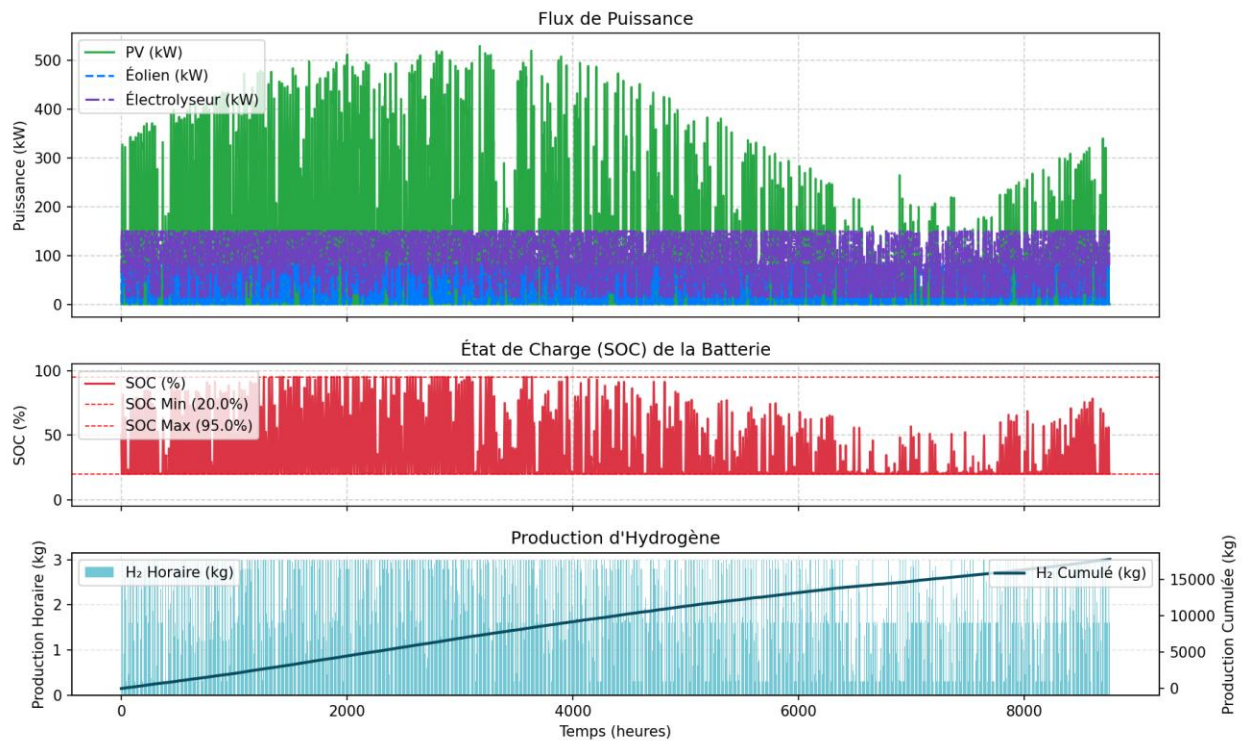 Flux de Puissance
PV (kW)
Éolien (kW)
Électrolyseur (kW)
Puissance (kW)
500
400
300
200
100
0
État de Charge (SOC) de la Batterie
SOC (%)
SOC Min (20.0%)
SOC Max (95.0%)
SOC (%)
100
50
0
Production d'Hydrogène
H₂ Horaire (kg)
H₂ Cumulé (kg)
Production Horaire (kg)
3
2
1
0
15000
10000
5000
0
Production Cumulée (kg)
0
2000
4000
6000
8000
Temps (heures)